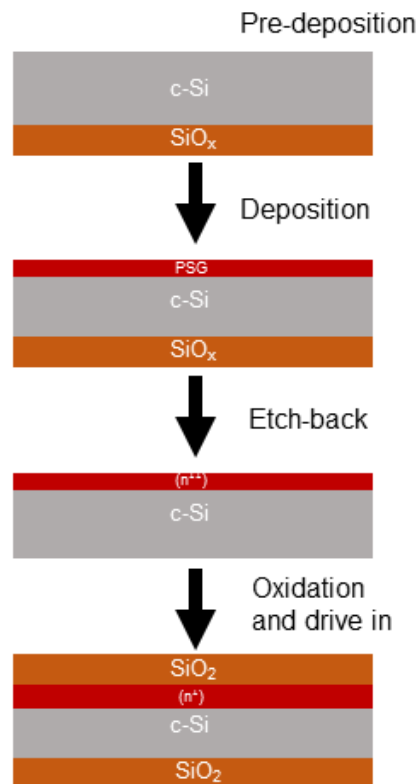 Pre-deposition
c-Si
SiOₓ
Deposition
PSG
c-Si
SiOₓ
Etch-back
(n⁺⁺)
c-Si
Oxidation
and drive in
SiO₂
(n⁺)
c-Si
SiO₂